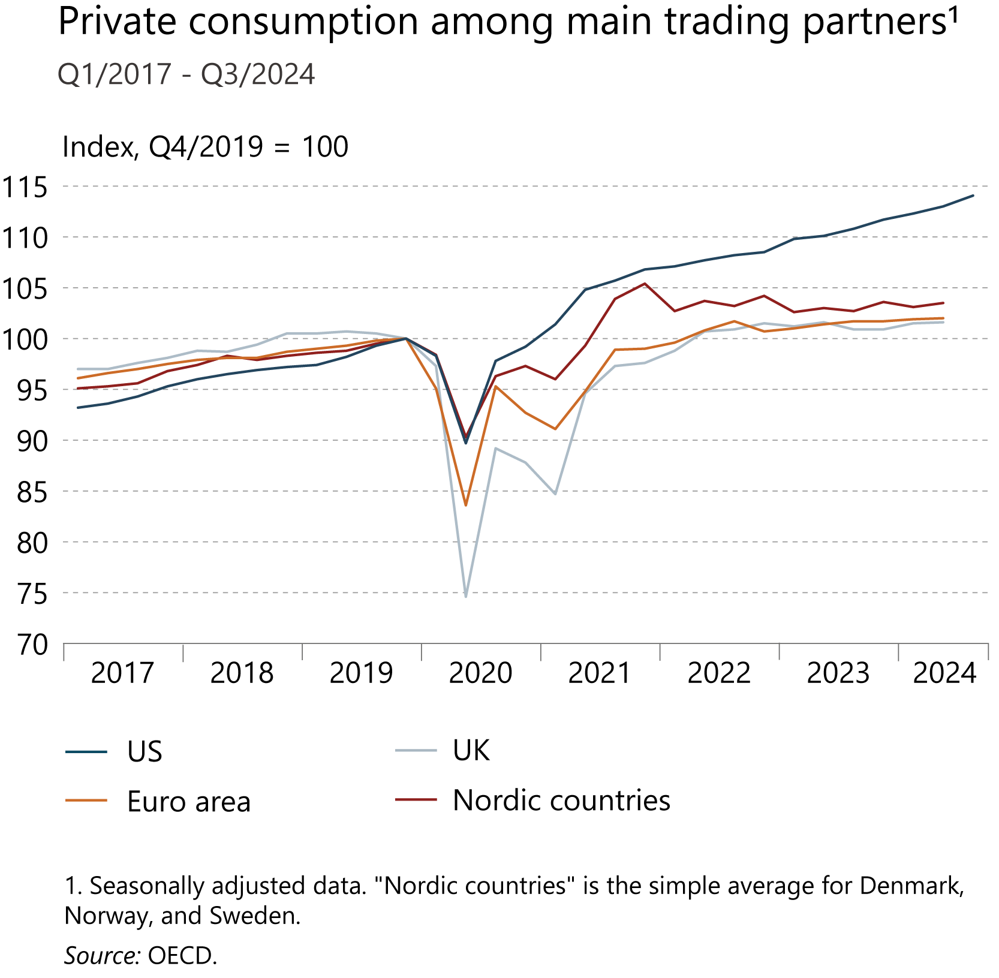 Private consumption among main trading partners¹
Q1/2017 - Q3/2024
Index, Q4/2019 = 100
115
110
105
100
95
90
85
80
75
70
2017 2018 2019 2020 2021 2022 2023 2024
US UK
Euro area Nordic countries
1. Seasonally adjusted data. "Nordic countries" is the simple average for Denmark,
Norway, and Sweden.
Source: OECD.